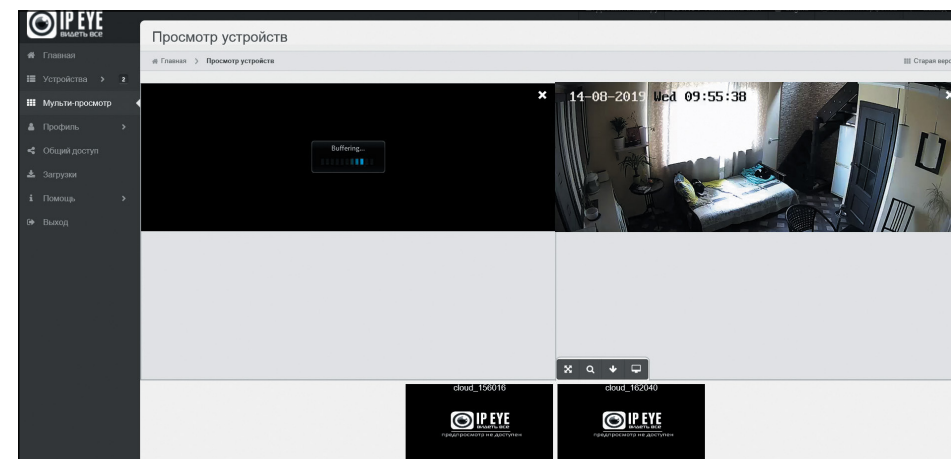 IP EYE
ВИДЕТЬ ВСЕ
Главная
Устройства 2
Мульти-просмотр
Профиль
Общий доступ
Загрузки
Помощь
Выход
Просмотр устройств
Главная > Просмотр устройств
Старая верс
Buffering...
14-08-2019 Wed 09:55:38
cloud_156016
IP EYE
ВИДЕТЬ ВСЕ
предпросмотр не доступен
cloud_162040
IP EYE
ВИДЕТЬ ВСЕ
предпросмотр не доступен